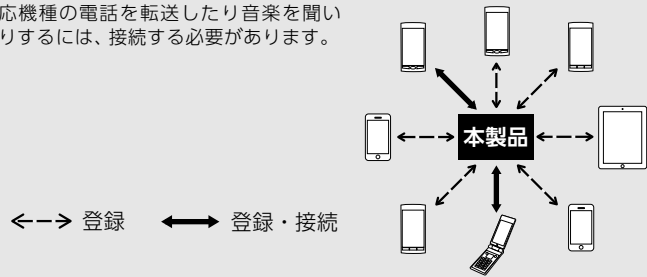 応機種の電話を転送したり音楽を聞い
りするには、接続する必要があります。
本製品
登録
登録・接続